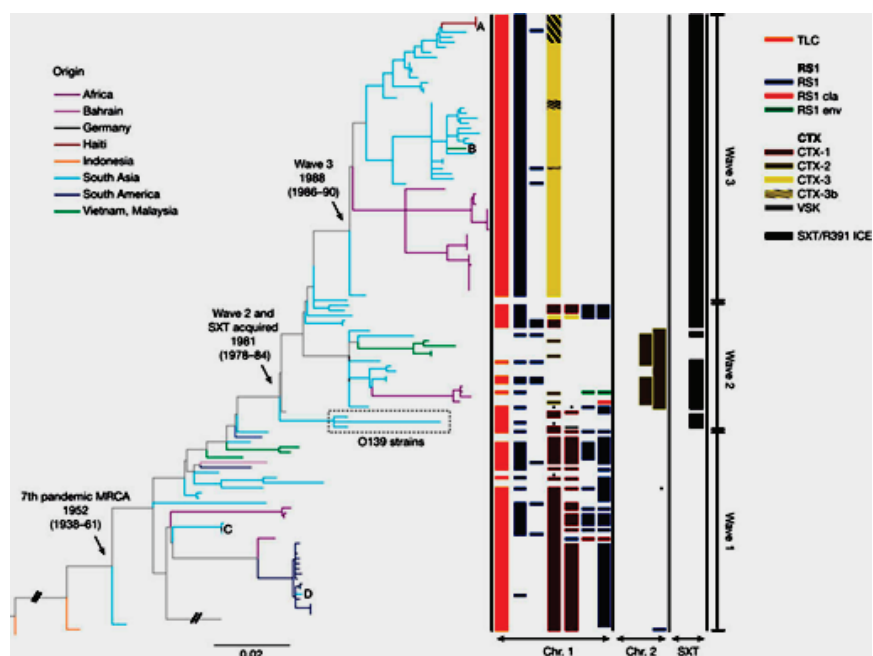 Origin
Africa
Bahrain
Germany
Haiti
Indonesia
South Asia
South America
Vietnam, Malaysia
A
B
C
D
Wave 3
1988
(1986–90)
Wave 2 and
SXT acquired
1981
(1978–84)
O139 strains
7th pandemic MRCA
1952
(1938–61)
0.02
TLC
RS1
RS1
RS1 cla
RS1 env
CTX
CTX-1
CTX-2
CTX-3
CTX-3b
VSK
SXT/R391 ICE
Wave 3
Wave 2
Wave 1
Chr. 1
Chr. 2
SXT